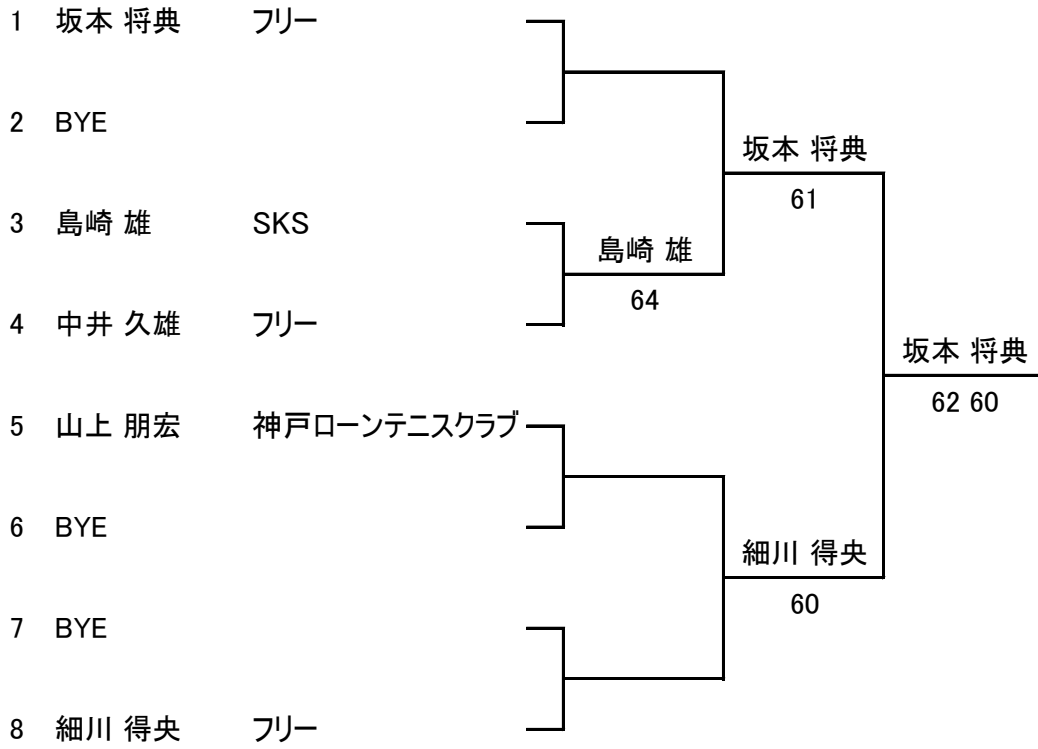 1 坂本 将典 フリー
2 BYE
坂本 将典
61
3 島崎 雄 SKS
島崎 雄
64
4 中井 久雄 フリー
坂本 将典
62 60
5 山上 朋宏 神戸ローンテニスクラブ
6 BYE
細川 得央
60
7 BYE
8 細川 得央 フリー